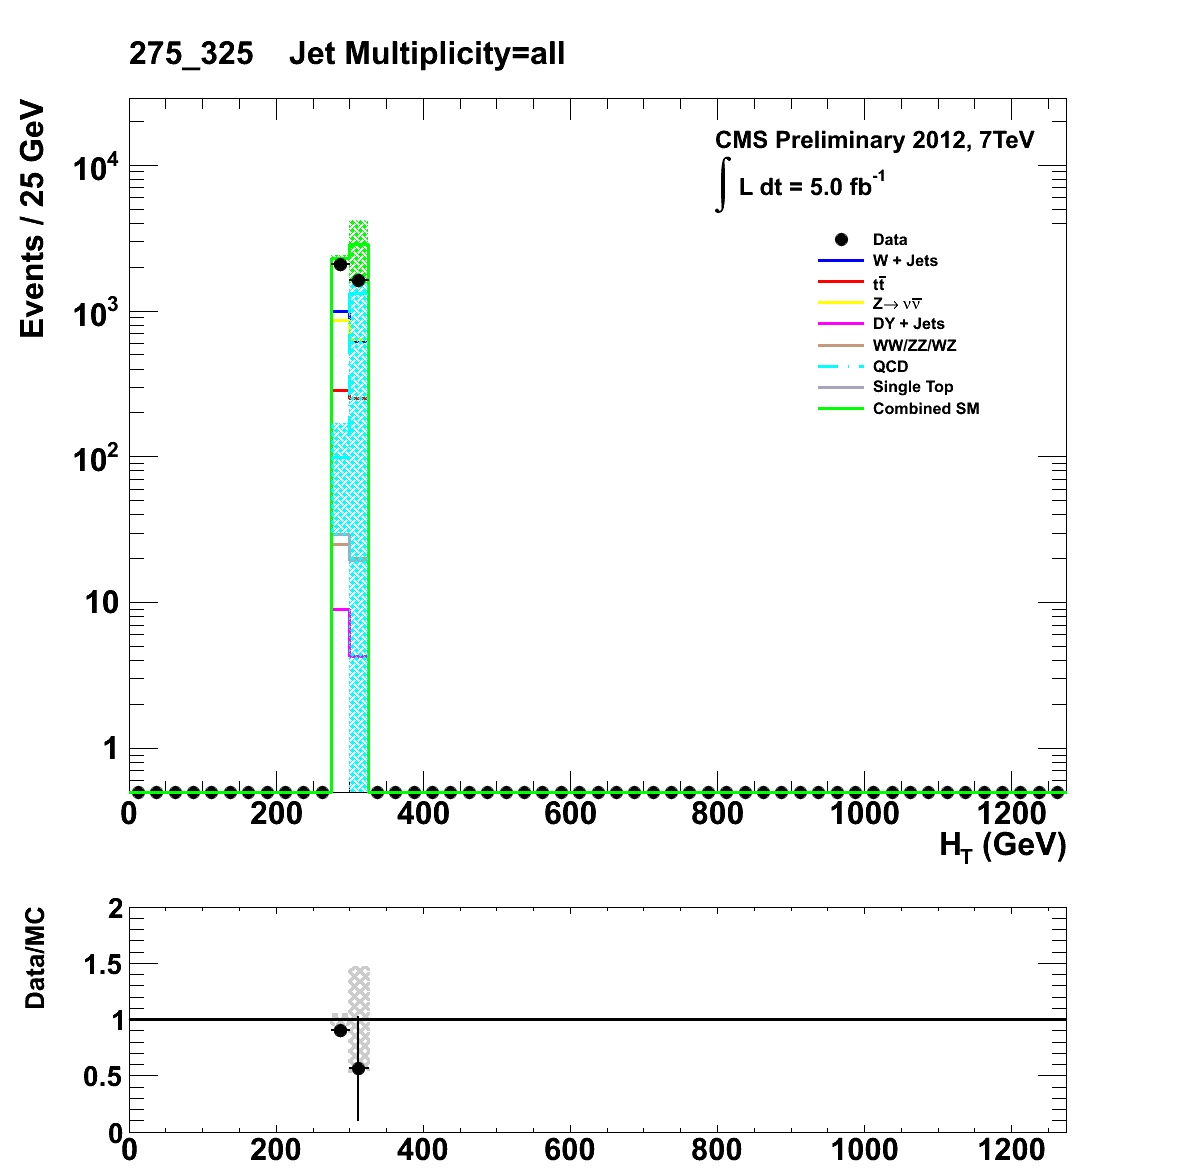 275_325 Jet Multiplicity=all
Events / 25 GeV
CMS Preliminary 2012, 7TeV
∫ L dt = 5.0 fb⁻¹
Data
W + Jets
tt̅
Z→ νν̅
DY + Jets
WW/ZZ/WZ
QCD
Single Top
Combined SM
10⁴
10³
10²
10
1
0 200 400 600 800 1000 1200
H_T (GeV)
Data/MC
2
1.5
1
0.5
0
0 200 400 600 800 1000 1200